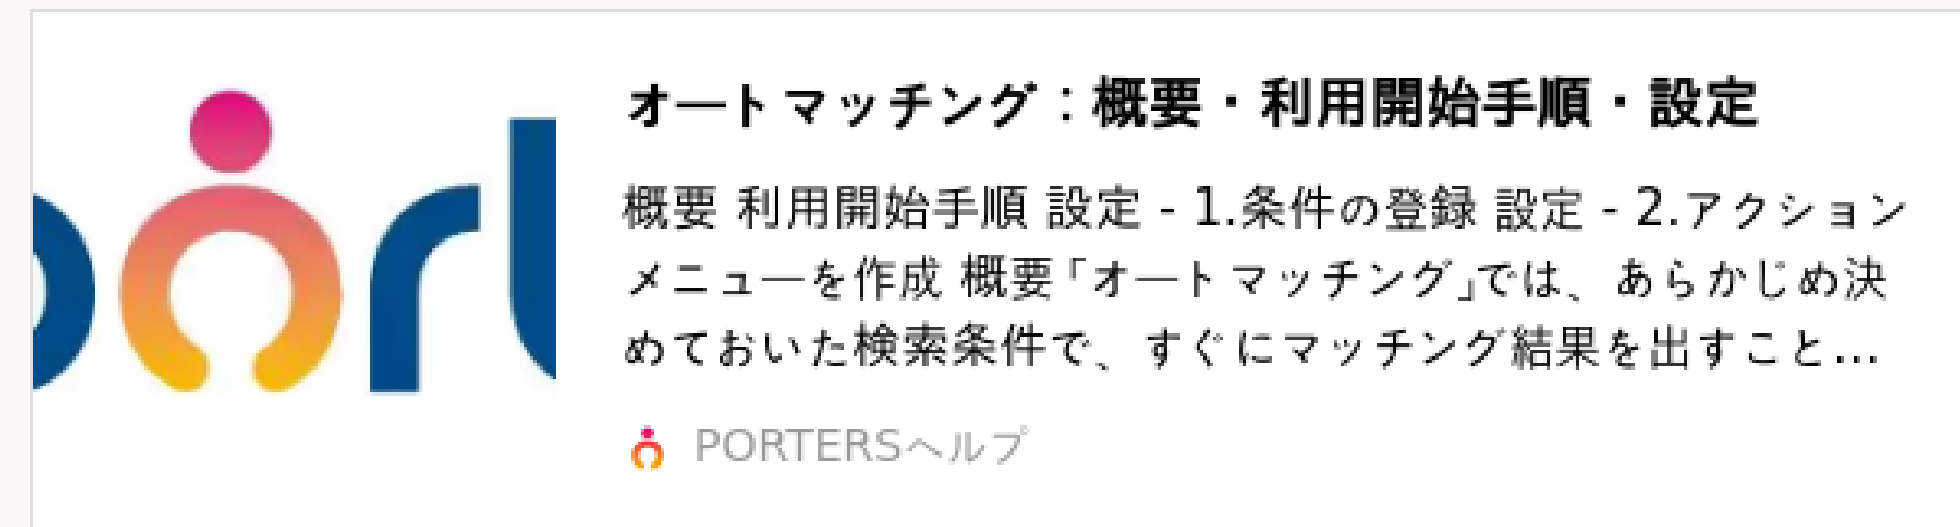 オートマッチング：概要・利用開始手順・設定
概要 利用開始手順 設定 - 1.条件の登録 設定 - 2.アクション
メニューを作成 概要「オートマッチング」では、あらかじめ決
めておいた検索条件で、すぐにマッチング結果を出すこと...
PORTERSヘルプ